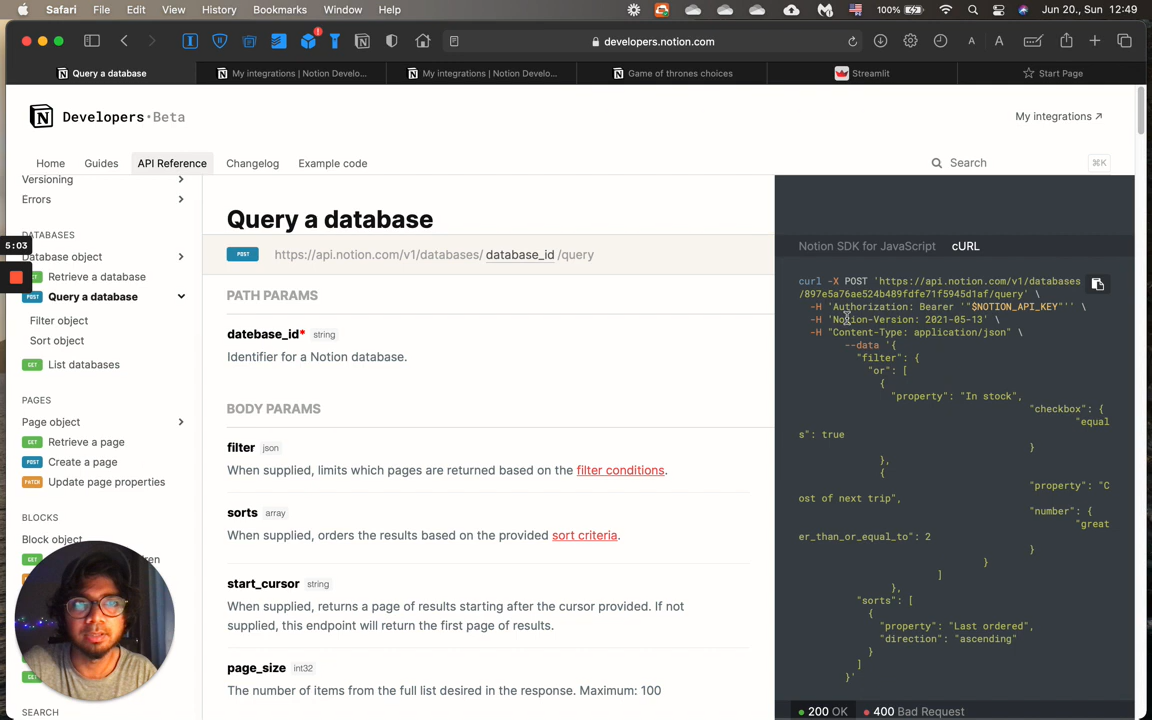 Safari File Edit View History Bookmarks Window Help 100% Jun 20., Sun 12:49
developers.notion.com
Query a database
My integrations | Notion Develo...
My integrations | Notion Develo...
Game of thrones choices
Streamlit
Start Page
Developers·Beta
My integrations ↗
Home Guides API Reference Changelog Example code
Search ⌘K
Versioning
Errors
DATABASES
5:03
Database object
Retrieve a database
POST Query a database
Filter object
Sort object
GET List databases
PAGES
Page object
GET Retrieve a page
POST Create a page
PATCH Update page properties
BLOCKS
Block object
SEARCH
Query a database
POST https://api.notion.com/v1/databases/ database_id /query
PATH PARAMS
datebase_id* string
Identifier for a Notion database.
BODY PARAMS
filter json
When supplied, limits which pages are returned based on the filter conditions.
sorts array
When supplied, orders the results based on the provided sort criteria.
start_cursor string
When supplied, returns a page of results starting after the cursor provided. If not
supplied, this endpoint will return the first page of results.
page_size int32
The number of items from the full list desired in the response. Maximum: 100
Notion SDK for JavaScript cURL
curl -X POST 'https://api.notion.com/v1/databases
/897e5a76ae524b489fdfe71f5945d1af/query' \
-H 'Authorization: Bearer '"$NOTION_API_KEY"'' \
-H 'Notion-Version: 2021-05-13' \
-H "Content-Type: application/json" \
--data '{
"filter": {
"or": [
{
"property": "In stock",
"checkbox": {
"equal
s": true
}
},
{
"property": "C
ost of next trip",
"number": {
"great
er_than_or_equal_to": 2
}
}
]
},
"sorts": [
{
"property": "Last ordered",
"direction": "ascending"
}
]
}'
200 OK 400 Bad Request